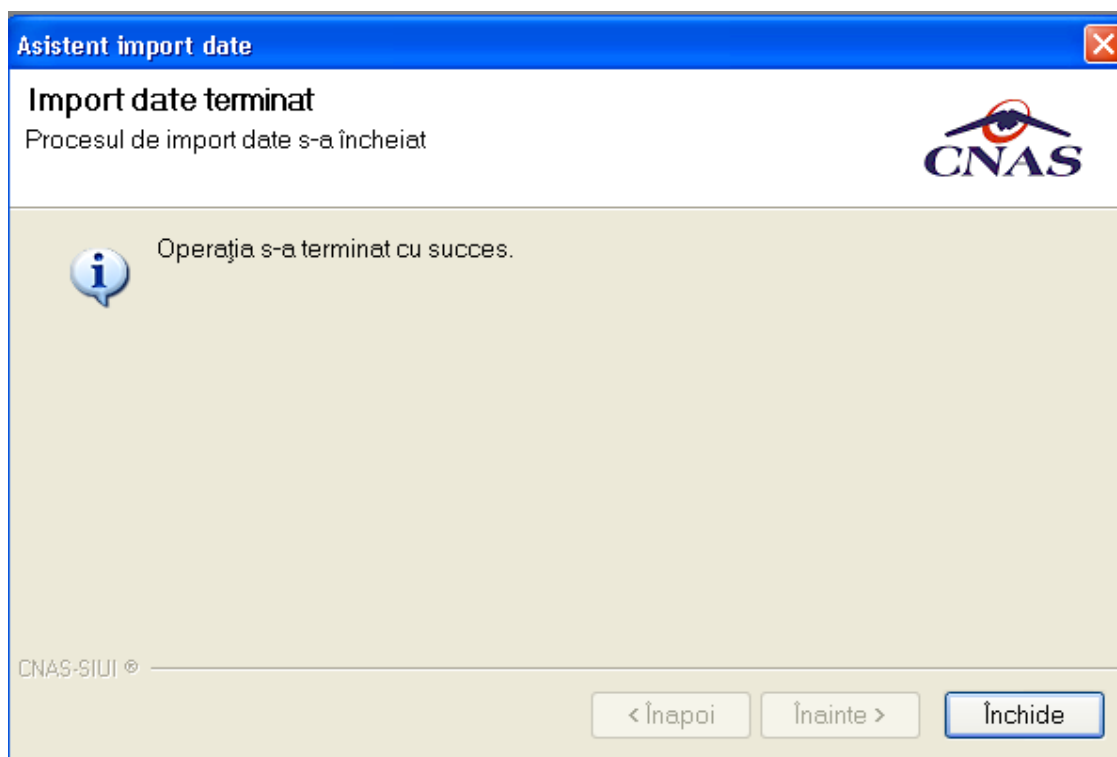 Asistent import date
Import date terminat
Procesul de import date s-a încheiat
CNAS
Operaţia s-a terminat cu succes.
CNAS-SIUI ®
< Înapoi
Înainte >
Închide